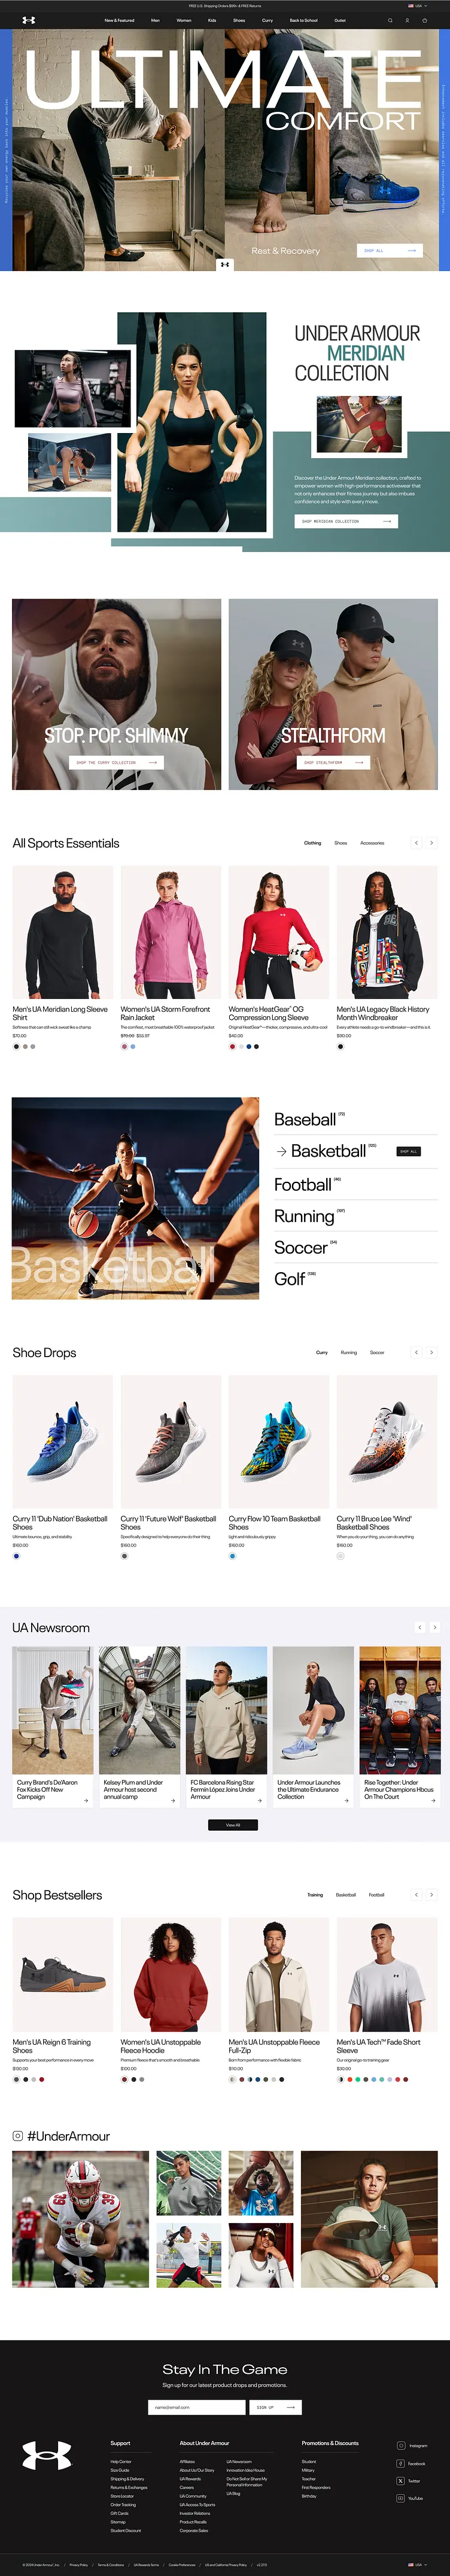 FREE U.S. Shipping Orders $99+ & FREE Returns
USA
New & Featured
Men
Women
Kids
Shoes
Curry
Back to School
Outlet
ULTIMATE
COMFORT
Rest & Recovery
SHOP ALL
UNDER ARMOUR
MERIDIAN
COLLECTION
Discover the Under Armour Meridian collection, crafted to
empower women with high-performance activewear that
not only enhances their fitness journey but also imbues
confidence and style with every move.
SHOP MERIDIAN COLLECTION
STOP. POP. SHIMMY
SHOP THE CURRY COLLECTION
STEALTHFORM
SHOP STEALTHFORM
All Sports Essentials
Clothing
Shoes
Accessories
Men's UA Meridian Long Sleeve
Shirt
Softness that can still wick sweat like a champ
$70.00
Women's UA Storm Forefront
Rain Jacket
The comfiest, most breathable 100% waterproof jacket
Women's HeatGear® OG
Compression Long Sleeve
$40.00
Men's UA Legacy Black History
Month Windbreaker
Every athlete needs a go-to windbreaker—and this is it.
$90.00
Basketball
Baseball
Basketball
SHOP ALL
Football
Running
Soccer
Golf
Shoe Drops
Curry
Running
Soccer
Curry 11 'Dub Nation' Basketball
Shoes
Ultimate bounce, grip, and stability.
$160.00
Curry 11 'Future Wolf' Basketball
Shoes
Specifically designed to help everyone do their thing
$160.00
Curry Flow 10 Team Basketball
Shoes
Light and ridiculously grippy
$160.00
Curry 11 Bruce Lee 'Wind'
Basketball Shoes
When you do your thing, you can do anything
$160.00
UA Newsroom
Curry Brand's De'Aaron
Fox Kicks Off New
Campaign
Kelsey Plum and Under
Armour host second
annual camp
FC Barcelona Rising Star
Fermín López Joins Under
Armour
Under Armour Launches
the Ultimate Endurance
Collection
Rise Together: Under
Armour Champions Hbcus
On The Court
View All
Shop Bestsellers
Training
Basketball
Football
Men's UA Reign 6 Training
Shoes
Supports your best performance in every move
Women's UA Unstoppable
Fleece Hoodie
Premium fleece that's smooth and breathable
$100.00
Men's UA Unstoppable Fleece
Full-Zip
Born from performance with flexible fabric
Men's UA Tech™ Fade Short
Sleeve
Our original go-to training gear
#UnderArmour
Stay In The Game
Sign up for our latest product drops and promotions.
name@email.com
SIGN UP
Support
Help Center
Size Guide
Shipping & Delivery
Returns & Exchanges
Store Locator
Order Tracking
Gift Cards
Sitemap
Student Discount
About Under Armour
Affiliates
About Us/Our Story
UA Rewards
Careers
UA Community
UA Access To Sports
Investor Relations
Product Recalls
Corporate Sales
UA Newsroom
Innovation Idea House
Do Not Sell or Share My
Personal Information
UA Blog
Promotions & Discounts
Student
Military
Teacher
First Responders
Birthday
Instagram
Facebook
Twitter
YouTube
© 2024 Under Armour®, Inc.
Privacy Policy
Terms & Conditions
UA Rewards Terms
Cookie Preferences
US and California Privacy Policy
USA